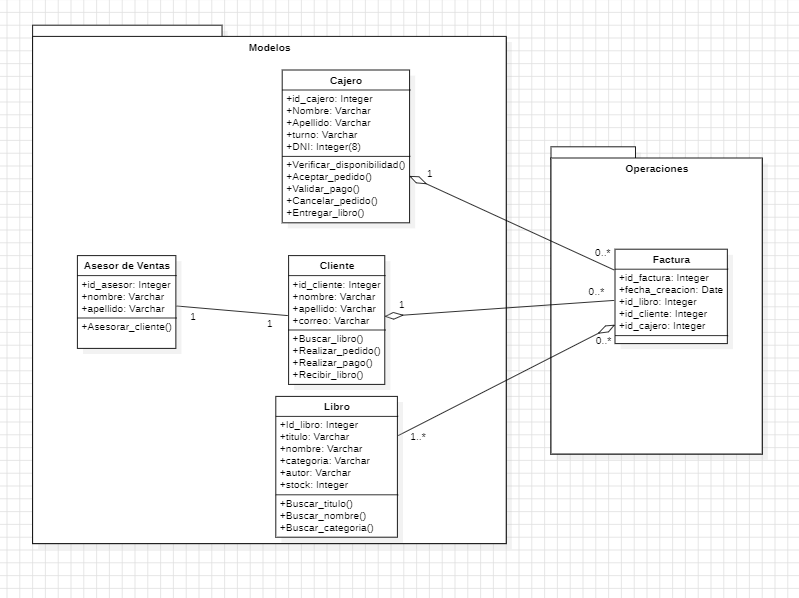 Modelos
Cajero
+id_cajero: Integer
+Nombre: Varchar
+Apellido: Varchar
+turno: Varchar
+DNI: Integer(8)
+Verificar_disponibilidad()
+Aceptar_pedido()
+Validar_pago()
+Cancelar_pedido()
+Entregar_libro()
1
Asesor de Ventas
+id_asesor: Integer
+nombre: Varchar
+apellido: Varchar
+Asesorar_cliente()
1
1
Cliente
+id_cliente: Integer
+nombre: Varchar
+apellido: Varchar
+correo: Varchar
+Buscar_libro()
+Realizar_pedido()
+Realizar_pago()
+Recibir_libro()
1
Libro
+Id_libro: Integer
+titulo: Varchar
+nombre: Varchar
+categoria: Varchar
+autor: Varchar
+stock: Integer
+Buscar_titulo()
+Buscar_nombre()
+Buscar_categoria()
1..*
Operaciones
0..*
0..*
0..*
Factura
+id_factura: Integer
+fecha_creacion: Date
+id_libro: Integer
+id_cliente: Integer
+id_cajero: Integer